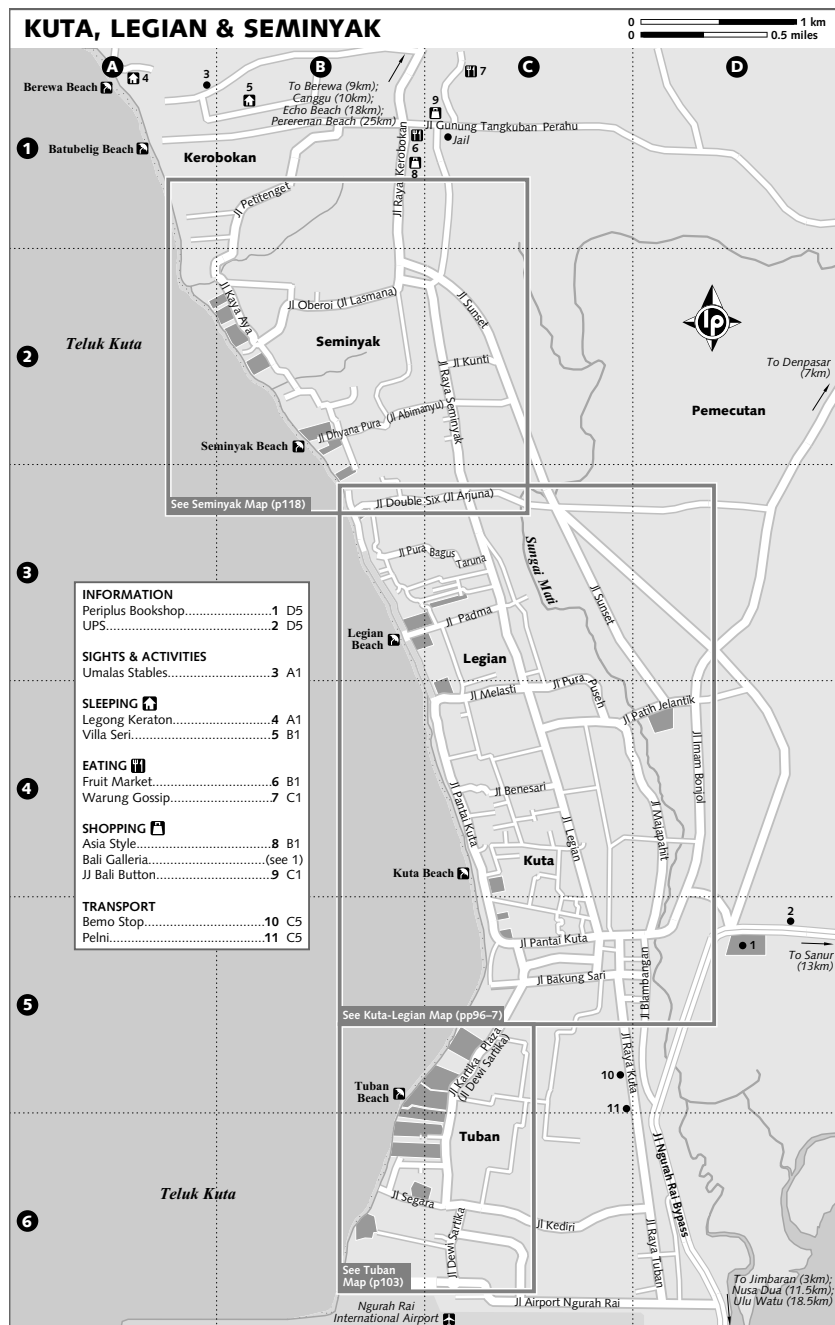 KUTA, LEGIAN & SEMINYAK
0 1 km
0 0.5 miles
A
B
C
D
Berewa Beach
4
3
5
To Berewa (9km);
Canggu (10km);
Echo Beach (18km)
Pererenan Beach (25km)
7
9
Jl Gunung Tangkuban Perahu
Jail
6
8
1
Batubelig Beach
Kerobokan
Jl Raya Kerobokan
Jl Petitenget
Jl Kaya Aya
Jl Oberoi (Jl Lasmana)
Jl Sunset
2
Teluk Kuta
Seminyak
Jl Kunti
Jl Raya Seminyak
lp
To Denpasar
(7km)
Pemecutan
Jl Dhyana Pura (Jl Abimanyu)
Seminyak Beach
See Seminyak Map (p118)
Jl Double Six (Jl Arjuna)
3
Jl Pura Bagus Taruna
Sungai Mati
Jl Sunset
Jl Padma
Legian
Beach
Legian
Jl Melasti
Jl Pura Puseh
Jl Patih Jelantik
INFORMATION
Periplus Bookshop 1 D5
UPS 2 D5
SIGHTS & ACTIVITIES
Umalas Stables 3 A1
SLEEPING
Legong Keraton 4 A1
Villa Seri 5 B1
EATING
Fruit Market 6 B1
Warung Gossip 7 C1
SHOPPING
Asia Style 8 B1
Bali Galleria (see 1)
JJ Bali Button 9 C1
TRANSPORT
Bemo Stop 10 C5
Pelni 11 C5
4
Jl Imam Bonjol
Jl Benesari
Jl Pantai Kuta
Jl Legian
Jl Majapahit
Kuta
Kuta Beach
2
1
To Sanur
(13km)
Jl Pantai Kuta
Jl Bakung Sari
Jl Blambangan
5
See Kuta-Legian Map (pp96–7)
Jl Kartika Plaza
(Jl Dewi Sartika)
Jl Raya Kuta
10
Tuban
Beach
11
Tuban
Jl Ngurah Rai Bypass
Teluk Kuta
6
Jl Segara
Jl Dewi Sartika
Jl Kediri
Jl Raya Tuban
See Tuban
Map (p103)
To Jimbaran (3km);
Nusa Dua (11.5km);
Ulu Watu (18.5km)
Jl Airport Ngurah Rai
Ngurah Rai
International Airport